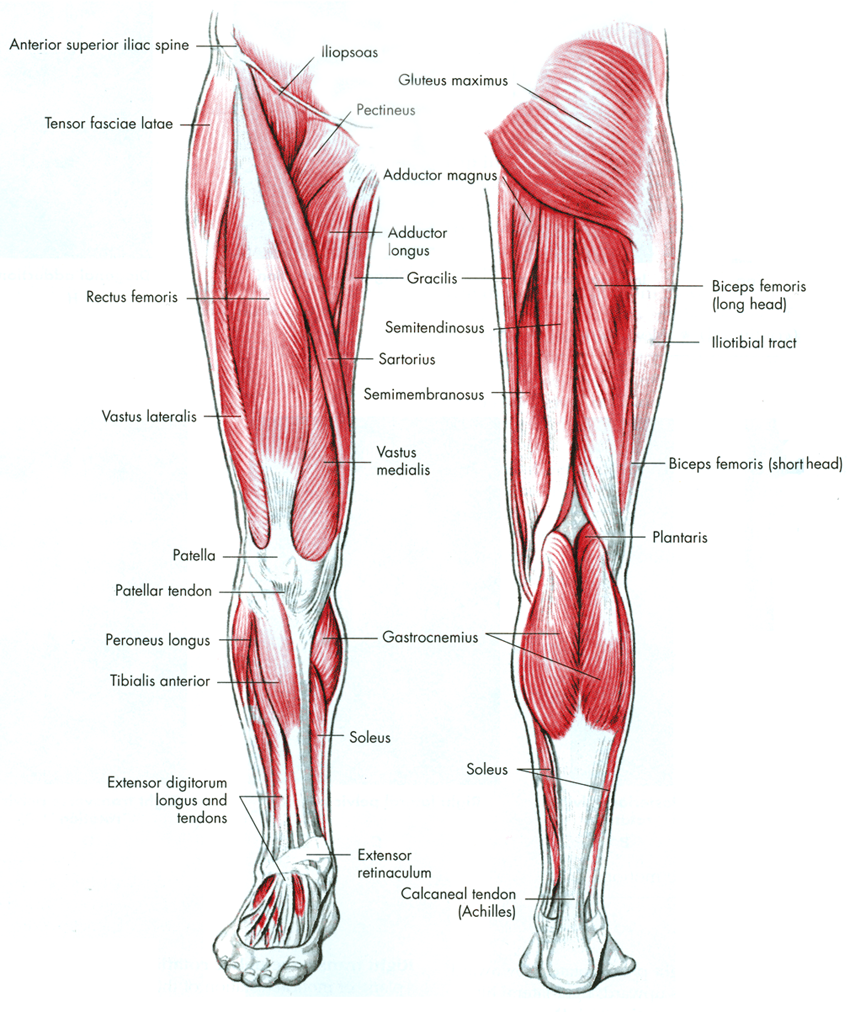 Anterior superior iliac spine
Iliopsoas
Gluteus maximus
Pectineus
Tensor fasciae latae
Adductor magnus
Adductor
longus
Gracilis
Biceps femoris
(long head)
Rectus femoris
Semitendinosus
Iliotibial tract
Sartorius
Semimembranosus
Vastus lateralis
Vastus
medialis
Biceps femoris (short head)
Plantaris
Patella
Patellar tendon
Peroneus longus
Gastrocnemius
Tibialis anterior
Soleus
Soleus
Extensor digitorum
longus and
tendons
Extensor
retinaculum
Calcaneal tendon
(Achilles)